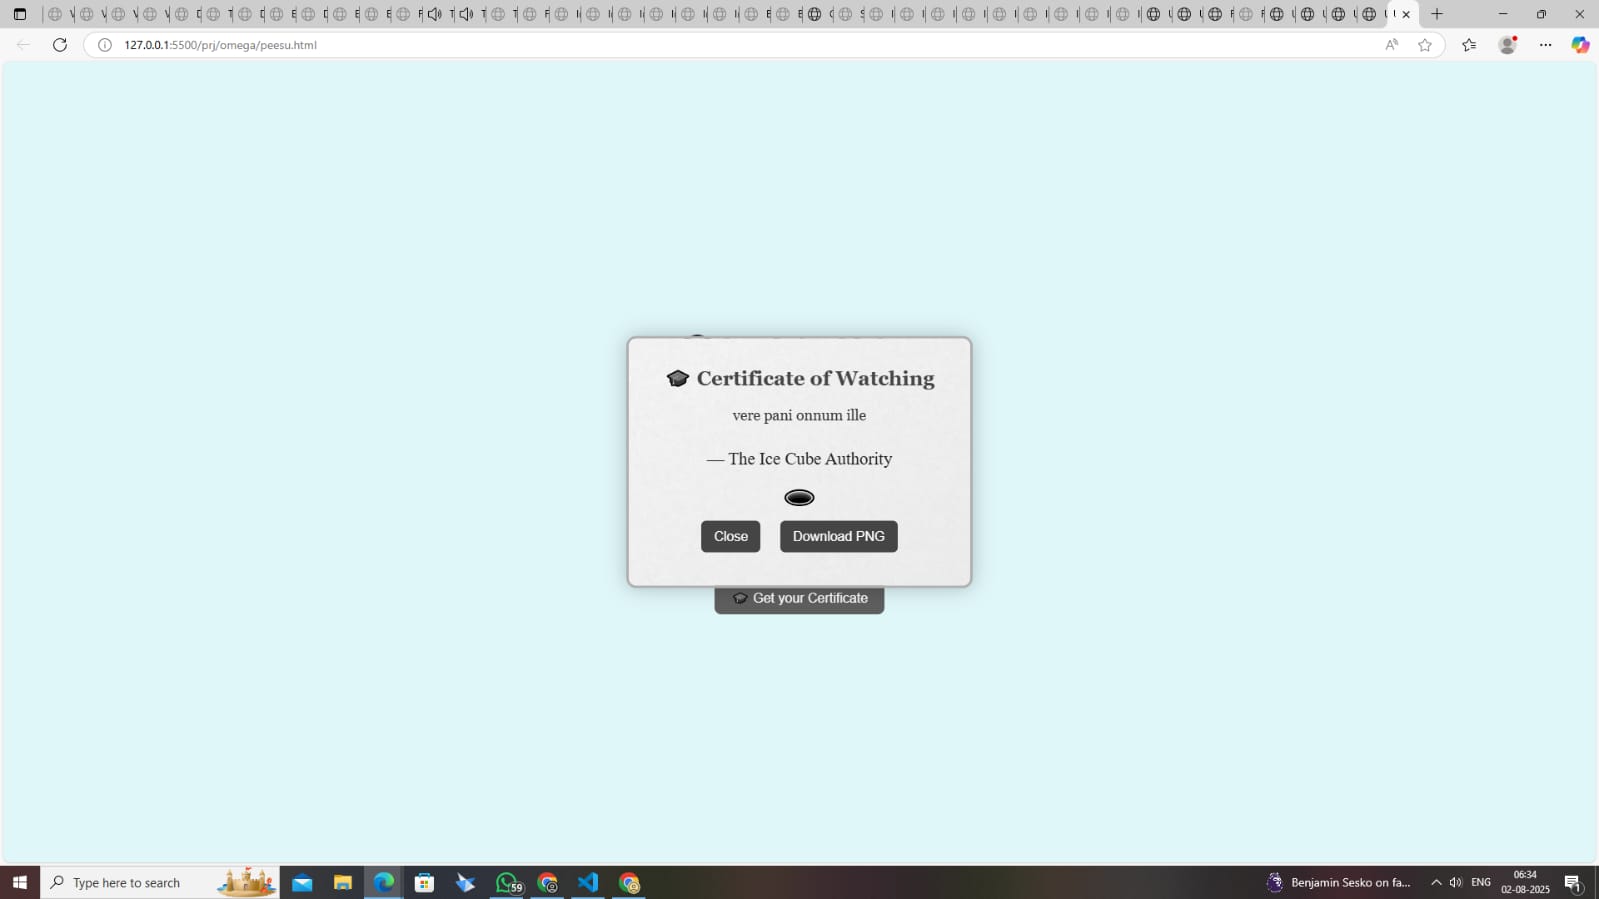 127.0.0.1:5500/prj/omega/peesu.html
Certificate of Watching
vere pani onnum ille
— The Ice Cube Authority
Close
Download PNG
Get your Certificate
Type here to search
59
Benjamin Sesko on fa...
ENG
06:34
02-08-2025
1